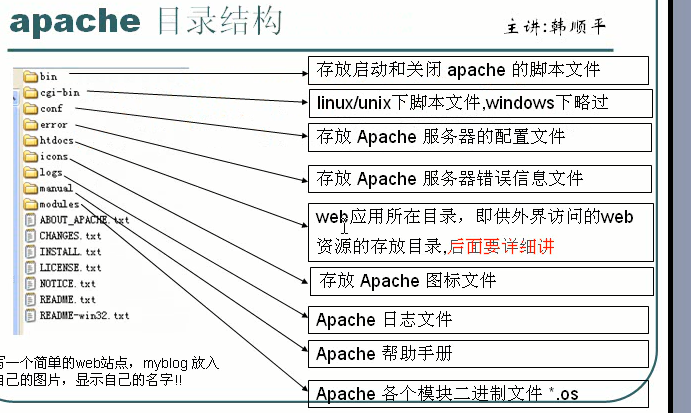 apache 目录结构
主讲:韩顺平
bin
存放启动和关闭 apache 的脚本文件
cgi-bin
linux/unix下脚本文件,windows下略过
conf
存放 Apache 服务器的配置文件
error
存放 Apache 服务器错误信息文件
htdocs
web应用所在目录，即供外界访问的web
资源的存放目录,后面要详细讲
icons
存放 Apache 图标文件
logs
Apache 日志文件
manual
Apache 帮助手册
modules
Apache 各个模块二进制文件 *.os
ABOUT_APACHE.txt
CHANGES.txt
INSTALL.txt
LICENSE.txt
NOTICE.txt
README.txt
README-win32.txt
一个简单的web站点，myblog 放入
自己的图片，显示自己的名字!!